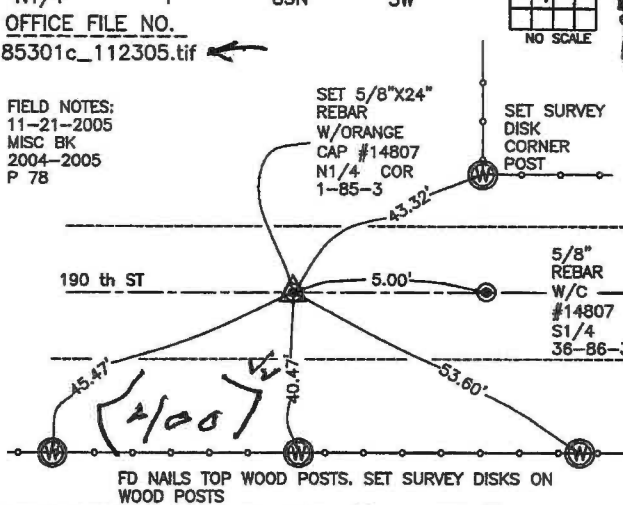 OFFICE FILE NO.
85301c_112305.tif
NO SCALE
FIELD NOTES:
11-21-2005
MISC BK
2004-2005
P 78
SET 5/8"X24"
REBAR
W/ORANGE
CAP #14807
N1/4 COR
1-85-3
SET SURVEY
DISK
CORNER
POST
W
43.32'
190 th ST
5.00'
5/8"
REBAR
W/C
#14807
S1/4
36-86-3
45.47'
40.47'
53.60'
W
W
W
FD NAILS TOP WOOD POSTS. SET SURVEY DISKS ON
WOOD POSTS